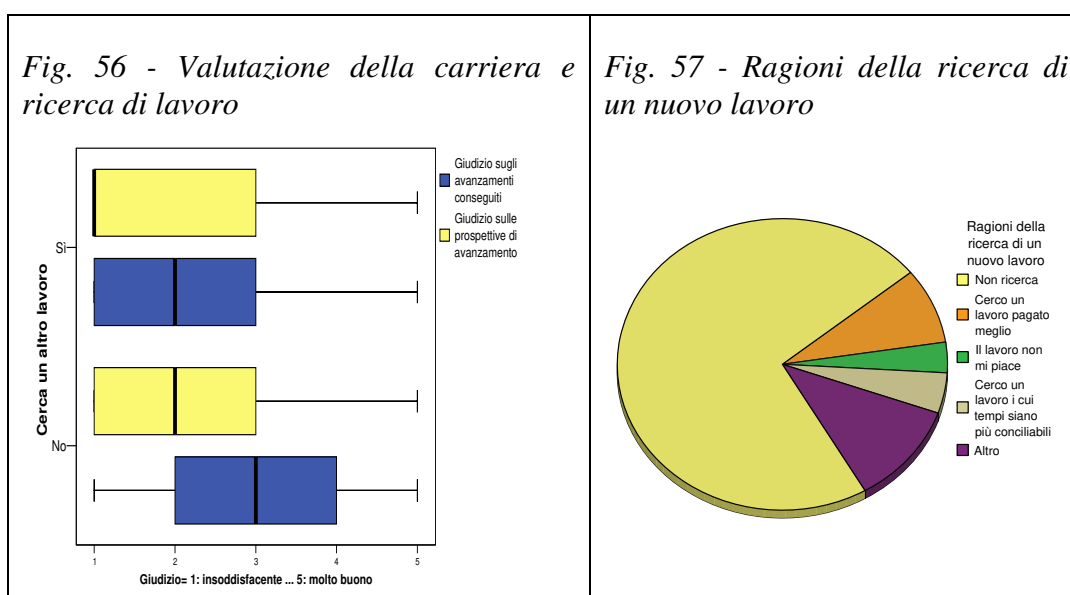 Fig. 56 - Valutazione della carriera e
ricerca di lavoro
Giudizio sugli
avanzamenti
conseguiti
Giudizio sulle
prospettive di
avanzamento
Cerca un altro lavoro
Sì
No
1 2 3 4 5
Giudizio= 1: insoddisfacente ... 5: molto buono
Fig. 57 - Ragioni della ricerca di
un nuovo lavoro
Ragioni della
ricerca di un
nuovo lavoro
Non ricerca
Cerco un
lavoro pagato
meglio
Il lavoro non
mi piace
Cerco un
lavoro i cui
tempi siano
più conciliabili
Altro